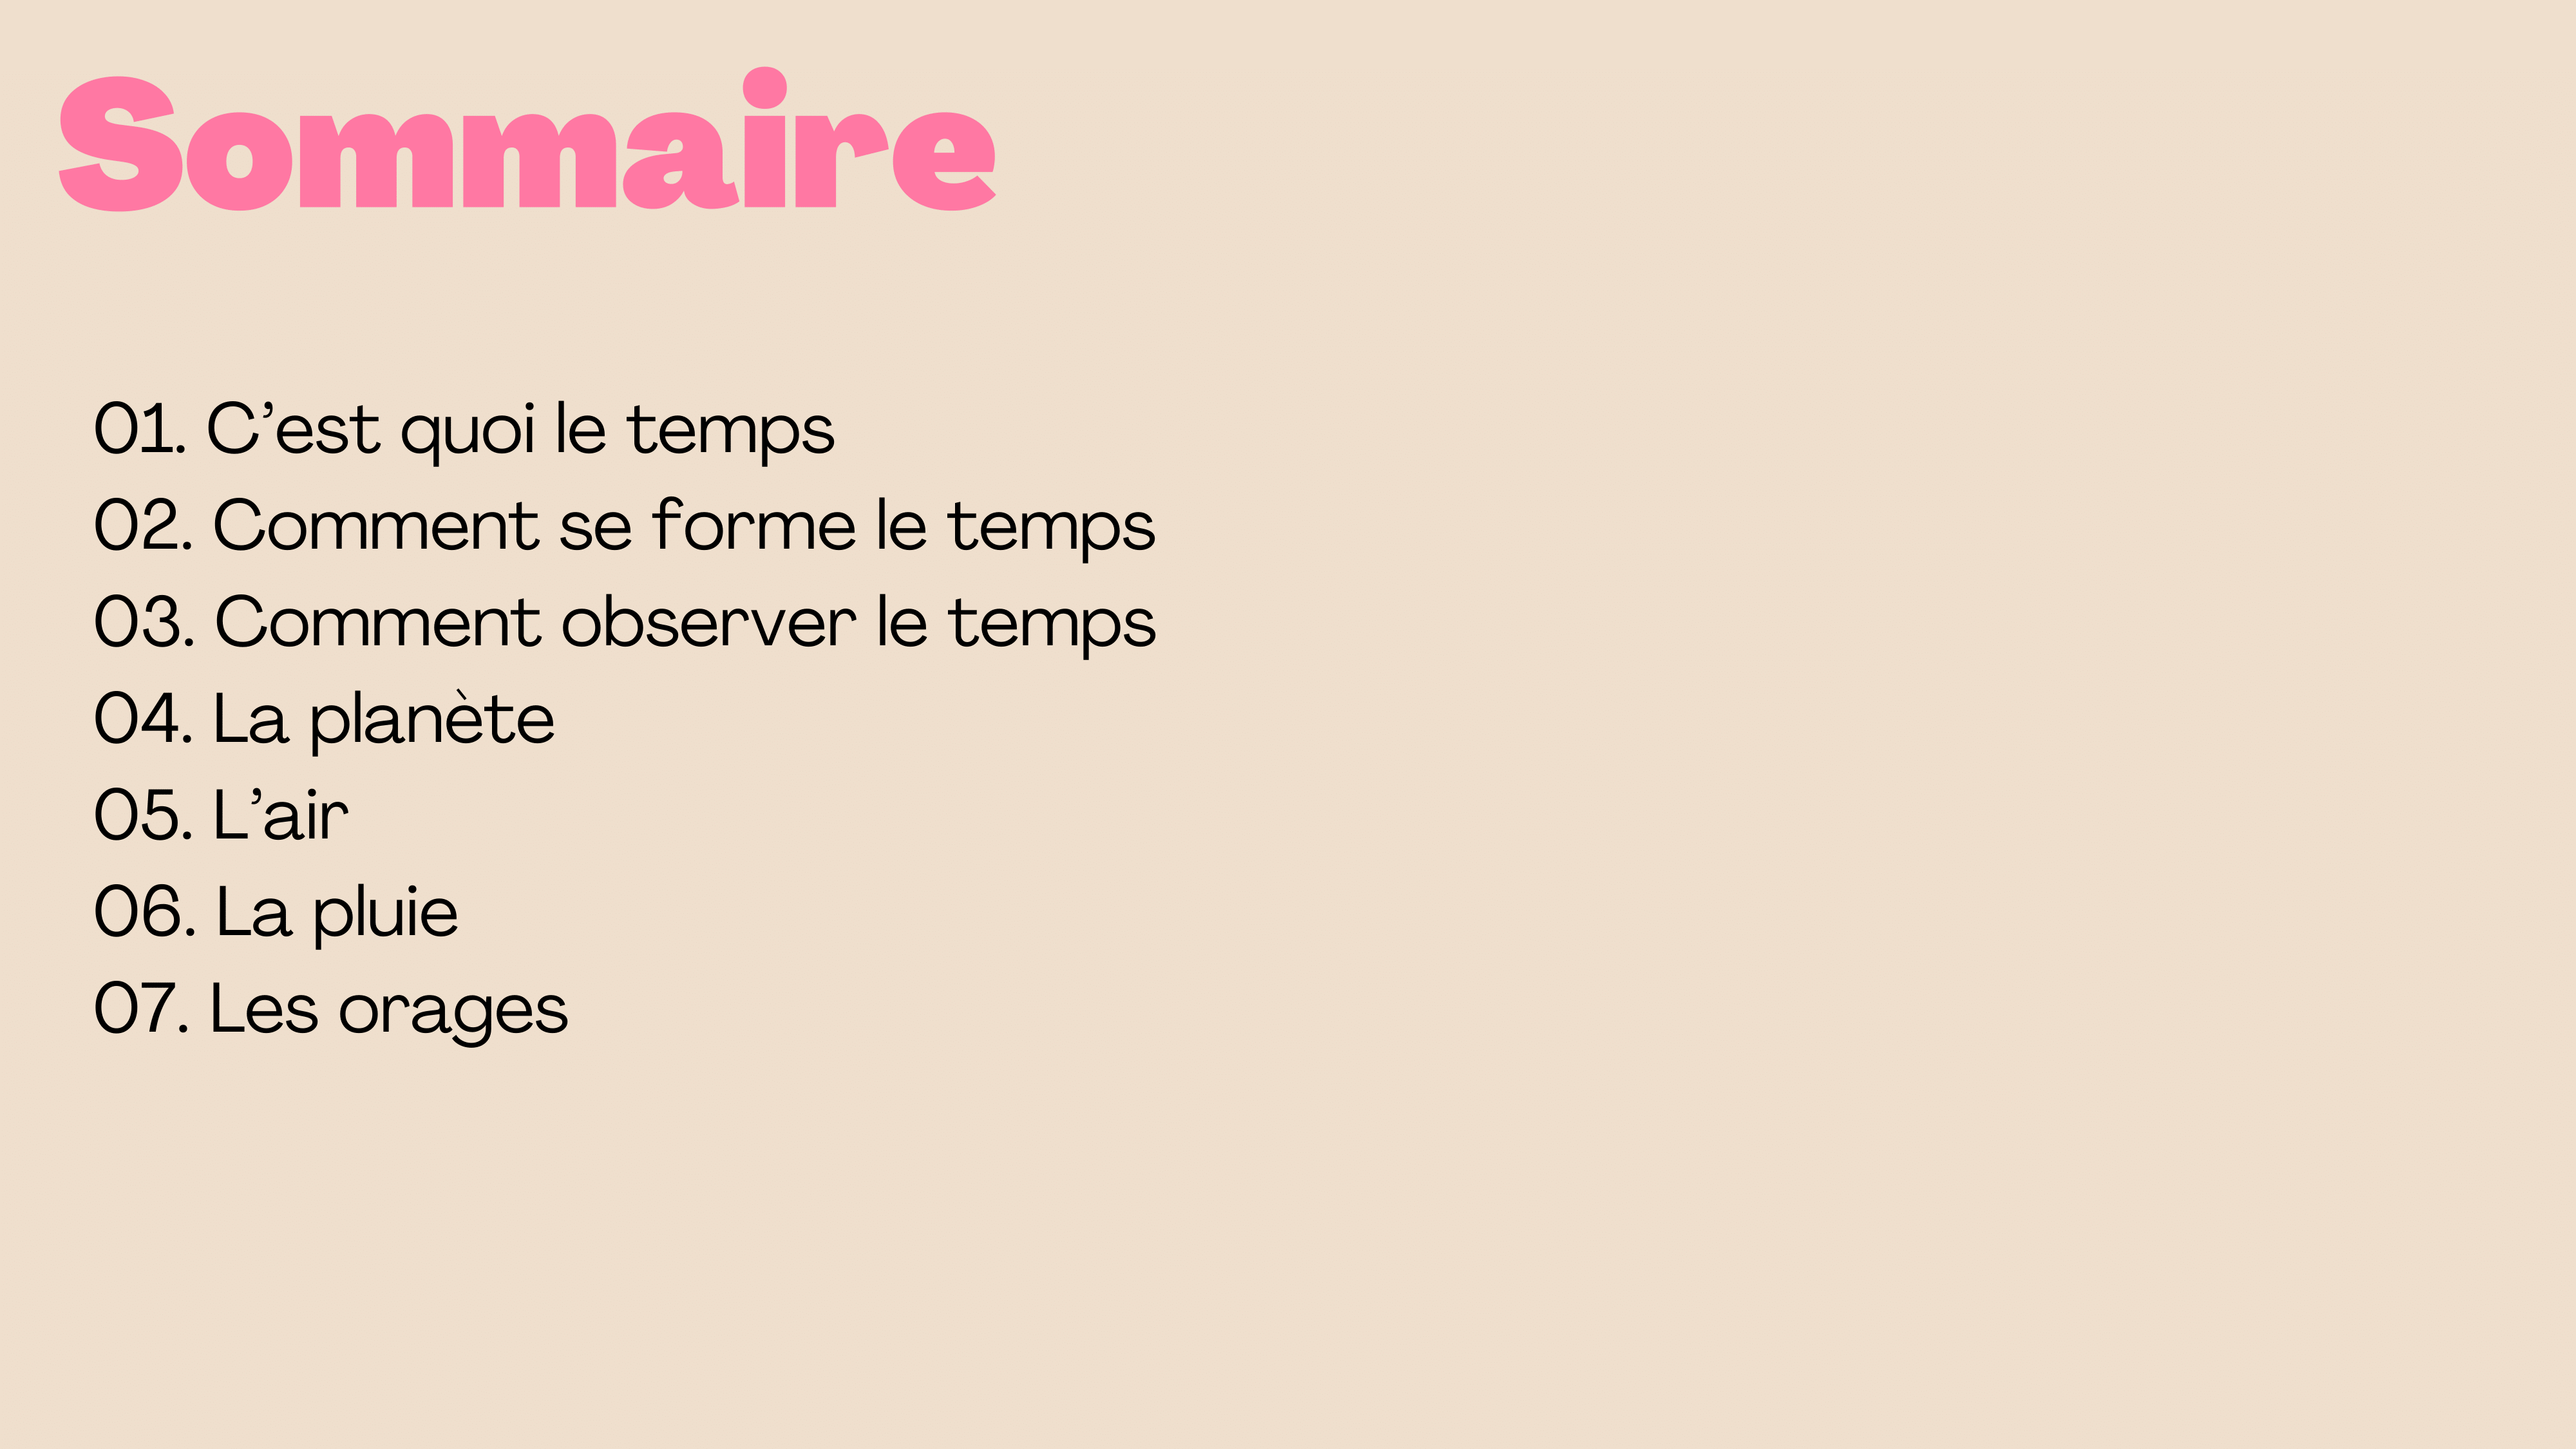 Sommaire
01. C’est quoi le temps
02. Comment se forme le temps
03. Comment observer le temps
04. La planète
05. L’air
06. La pluie
07. Les orages